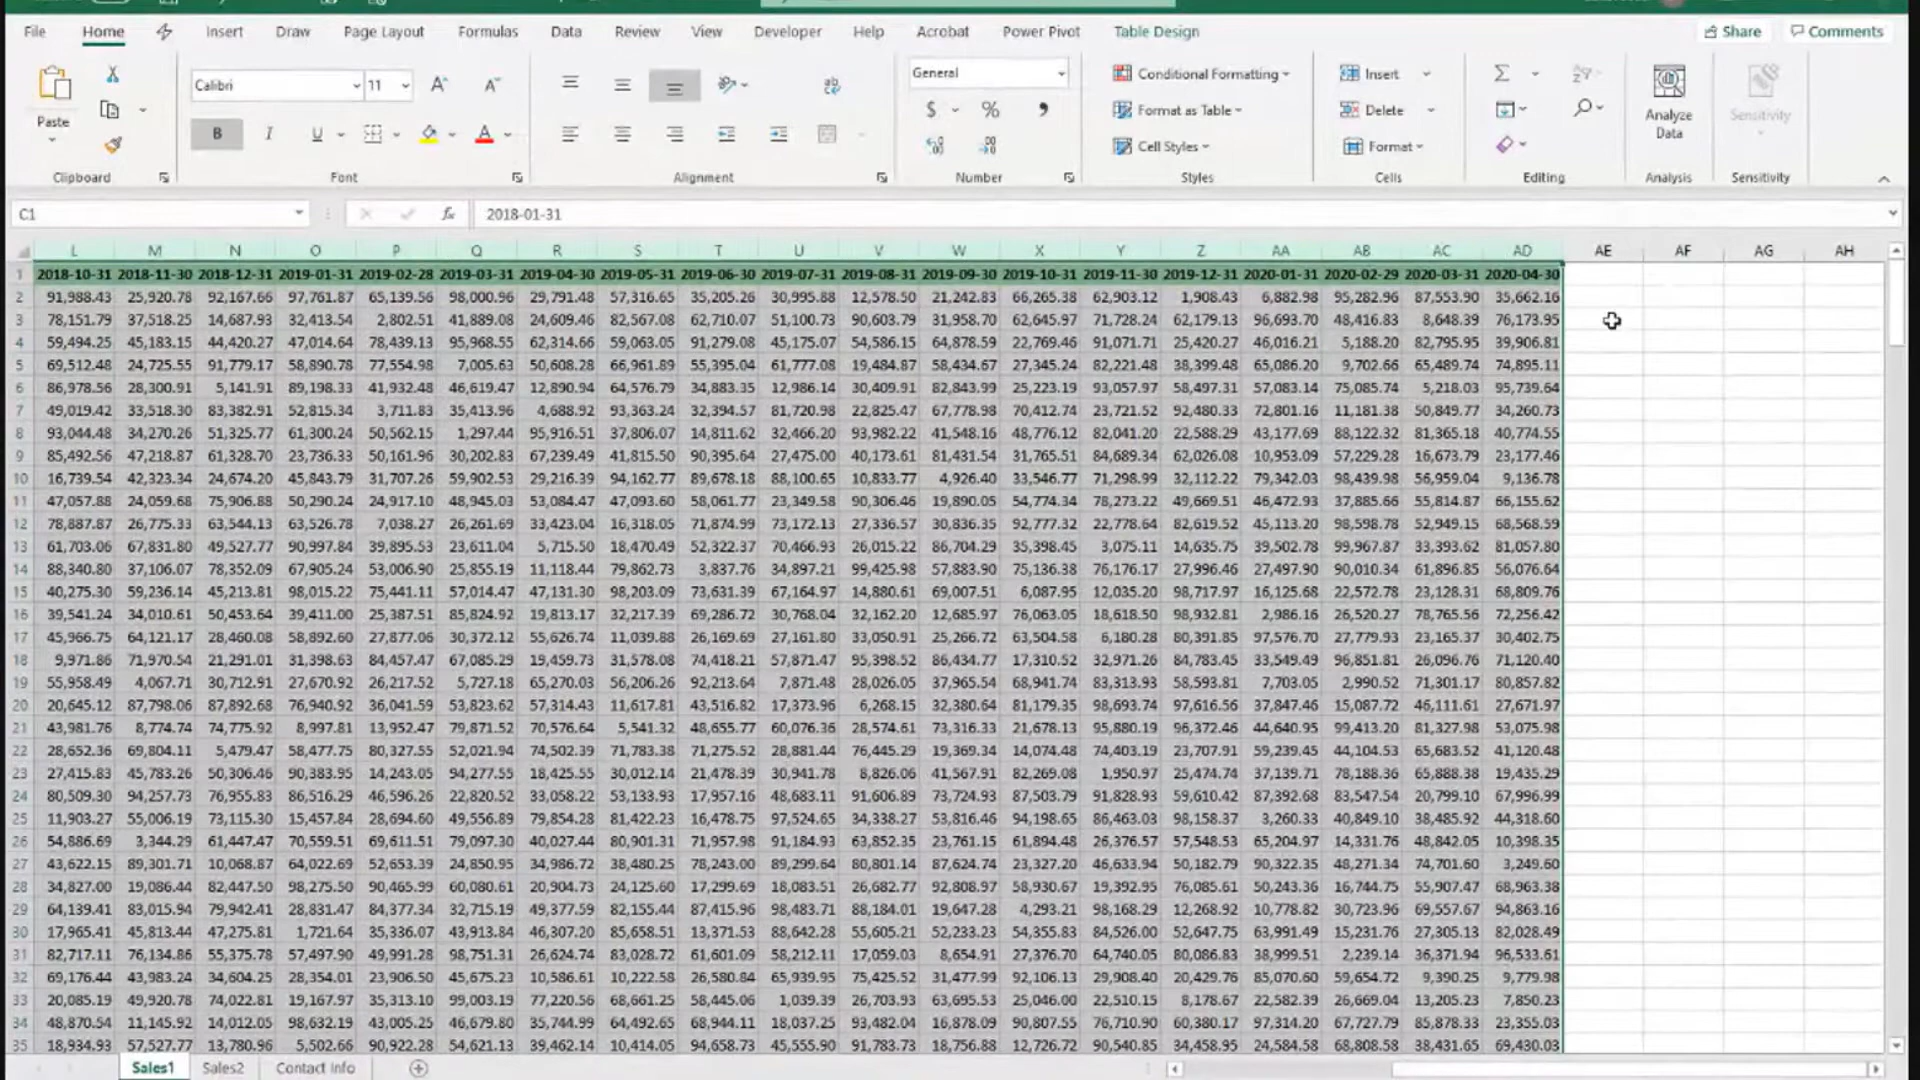 File Home Insert Draw Page Layout Formulas Data Review View Developer Help Acrobat Power Pivot Table Design Share Comments
Calibri 11 General Conditional Formatting Insert
Format as Table Delete
Paste Cell Styles Format Analyze Data Sensitivity
Clipboard Font Alignment Number Styles Cells Editing Analysis Sensitivity
C1 fx 2018-01-31
L M N O P Q R S T U V W X Y Z AA AB AC AD AE AF AG AH
1 2018-10-31 2018-11-30 2018-12-31 2019-01-31 2019-02-28 2019-03-31 2019-04-30 2019-05-31 2019-06-30 2019-07-31 2019-08-31 2019-09-30 2019-10-31 2019-11-30 2019-12-31 2020-01-31 2020-02-29 2020-03-31 2020-04-30
2 91,988.43 25,920.78 92,167.66 97,761.87 65,139.56 98,000.96 29,791.48 57,316.65 35,205.26 30,995.88 12,578.50 21,242.83 66,265.38 62,903.12 1,908.43 6,882.98 95,282.96 87,553.90 35,662.16
3 78,151.79 37,518.25 14,687.93 32,413.54 2,802.51 41,889.08 24,609.46 82,567.08 62,710.07 51,100.73 90,603.79 31,958.70 62,645.97 71,728.24 62,179.13 96,693.70 48,416.83 8,648.39 76,173.95
4 59,494.25 45,183.15 44,420.27 47,014.64 78,439.13 95,968.55 62,314.66 59,063.05 91,279.08 45,175.07 54,586.15 64,878.59 22,769.46 91,071.71 25,420.27 46,016.21 5,188.20 82,795.95 39,906.81
5 69,512.48 24,725.55 91,779.17 58,890.78 77,554.98 7,005.63 50,608.28 66,961.89 55,395.04 61,777.08 19,484.87 58,434.67 27,345.24 82,221.48 38,399.48 65,086.20 9,702.66 65,489.74 74,895.11
6 86,978.56 28,300.91 5,141.91 89,198.33 41,932.48 46,619.47 12,890.94 64,576.79 34,883.35 12,986.14 30,409.91 82,843.99 25,223.19 93,057.97 58,497.31 57,083.14 75,085.74 5,218.03 95,739.64
7 49,019.42 33,518.30 83,382.91 52,815.34 3,711.83 35,413.96 4,688.92 93,363.24 32,394.57 81,720.98 22,825.47 67,778.98 70,412.74 23,721.52 92,480.33 72,801.16 11,181.38 50,849.77 34,260.73
8 93,044.48 34,270.26 51,325.77 61,300.24 50,562.15 1,297.44 95,916.51 37,806.07 14,811.62 32,466.20 93,982.22 41,548.16 48,776.12 82,041.20 22,588.29 43,177.69 88,122.32 81,365.18 40,774.55
9 85,492.56 47,218.87 61,328.70 23,736.33 50,161.96 30,202.83 67,239.49 41,815.50 90,395.64 27,475.00 40,173.61 81,431.54 31,765.51 84,689.34 62,026.08 10,953.09 57,229.28 16,673.79 23,177.46
10 16,739.54 42,323.34 24,674.20 45,843.79 31,707.26 59,902.53 29,216.39 94,162.77 89,678.18 88,100.65 10,833.77 4,926.40 33,546.77 71,298.99 32,112.22 79,342.03 98,439.98 56,959.04 9,136.78
11 47,057.88 24,059.68 75,906.88 50,290.24 24,917.10 48,945.03 53,084.47 47,093.60 58,061.77 23,349.58 90,306.46 19,890.05 54,774.34 78,273.22 49,669.51 46,472.93 37,885.66 55,814.87 66,155.62
12 78,887.87 26,775.33 63,544.13 63,526.78 7,038.27 26,261.69 33,423.04 16,318.05 71,874.99 73,172.13 27,336.57 30,836.35 92,777.32 22,778.64 82,619.52 45,113.20 98,598.78 52,949.15 68,568.59
13 61,703.06 67,831.80 49,527.77 90,997.84 39,895.53 23,611.04 5,715.50 18,470.49 52,322.37 70,466.93 26,015.22 86,704.29 35,398.45 3,075.11 14,635.75 39,502.78 99,967.87 33,393.62 81,057.80
14 88,340.80 37,106.07 78,352.09 67,905.24 53,006.90 25,855.19 11,118.44 79,862.73 3,837.76 34,897.21 99,425.98 57,883.90 75,136.38 76,176.17 27,996.46 27,497.90 90,010.34 61,896.85 56,076.64
15 40,275.30 59,236.14 45,213.81 98,015.22 75,441.11 57,014.47 47,131.30 98,203.09 73,631.39 67,164.97 14,880.61 69,007.51 6,087.95 12,035.20 98,717.97 16,125.68 22,572.78 23,128.31 68,809.76
16 39,541.24 34,010.61 50,453.64 39,411.00 25,387.51 85,824.92 19,813.17 32,217.39 69,286.72 30,768.04 32,162.20 12,685.97 76,063.05 18,618.50 98,932.81 2,986.16 26,520.27 78,765.56 72,256.42
17 45,966.75 64,121.17 28,460.08 58,892.60 27,877.06 30,372.12 55,626.74 11,039.88 26,169.69 27,161.80 33,050.91 25,266.72 63,504.58 6,180.28 80,391.85 97,576.70 27,779.93 23,165.37 30,402.75
18 9,971.86 71,970.54 21,291.01 31,398.63 84,457.47 67,085.29 19,459.73 31,578.08 74,418.21 57,871.47 95,398.52 86,434.77 17,310.52 32,971.26 84,783.45 33,549.49 96,851.81 26,096.76 71,120.40
19 55,958.49 4,067.71 30,712.91 27,670.92 26,217.52 5,727.18 65,270.03 56,206.26 92,213.64 7,871.48 28,026.05 37,965.54 68,941.74 83,313.93 58,593.81 7,703.05 2,990.52 71,301.17 80,857.82
20 20,645.12 87,798.06 87,892.68 76,940.92 36,041.59 53,823.62 57,314.43 11,617.81 43,516.82 17,373.96 6,268.15 32,380.64 81,179.35 98,693.74 97,616.56 37,847.46 15,087.72 46,111.61 27,671.97
21 43,981.76 8,774.74 74,775.92 8,997.81 13,952.47 79,871.52 70,576.64 5,541.32 48,655.77 60,076.36 28,574.61 73,316.33 21,678.13 95,880.19 96,372.46 44,640.95 99,413.20 81,327.98 53,075.98
22 28,652.36 69,804.11 5,479.47 58,477.75 80,327.55 52,021.94 74,502.39 71,783.38 71,275.52 28,881.44 76,445.29 19,369.34 14,074.48 74,403.19 23,707.91 59,239.45 44,104.53 65,683.52 41,120.48
23 27,415.83 45,783.26 50,306.46 90,383.95 14,243.05 94,277.55 18,425.55 30,012.14 21,478.39 30,941.78 8,826.06 41,567.91 82,269.08 1,950.97 25,474.74 37,139.71 78,188.36 65,888.38 19,435.29
24 80,509.30 94,257.73 76,955.83 86,516.29 46,596.26 22,820.52 33,058.22 53,133.93 17,957.16 48,683.11 91,606.89 73,724.93 87,503.79 91,828.93 59,610.42 87,392.68 83,547.54 20,799.10 67,996.99
25 11,903.27 55,006.19 73,115.30 15,457.84 28,694.60 49,556.89 79,854.28 81,422.23 16,478.75 97,524.65 34,338.27 53,816.46 94,198.65 86,463.03 98,158.37 3,260.33 40,849.10 38,485.92 44,318.60
26 54,886.69 3,344.29 61,447.47 70,559.51 69,611.51 79,097.30 40,027.44 80,901.31 71,957.98 91,184.93 63,852.35 23,761.15 61,894.48 26,376.57 57,548.53 65,204.97 14,331.76 48,842.05 10,398.35
27 43,622.15 89,301.71 10,068.87 64,022.69 52,653.39 24,850.95 34,986.72 38,480.25 78,243.00 89,299.64 80,801.14 87,624.74 23,327.20 46,633.94 50,182.79 90,322.35 48,271.34 74,701.60 3,249.60
28 34,827.00 19,086.44 82,447.50 98,275.50 90,465.99 60,080.61 20,904.73 24,125.60 17,299.69 18,083.51 26,682.77 92,808.97 58,930.67 19,392.95 76,085.61 50,243.36 16,744.75 55,907.47 68,963.38
29 64,139.41 83,015.94 79,942.41 28,831.47 84,377.34 32,715.19 49,377.59 82,155.44 87,415.96 98,483.71 88,184.01 19,647.28 4,293.21 98,168.29 12,268.92 10,778.82 30,723.96 69,557.67 94,863.16
30 17,965.41 45,813.44 47,275.81 1,721.64 35,336.07 43,913.84 46,307.20 85,658.51 13,371.53 88,642.28 55,605.21 52,233.23 54,355.83 84,526.00 52,647.75 63,991.49 15,231.76 27,305.13 82,028.49
31 82,717.11 76,134.86 55,375.78 57,497.90 49,991.28 98,751.31 26,624.74 83,028.72 61,601.09 58,212.11 17,059.03 8,654.91 27,376.70 64,740.05 80,086.83 38,999.51 2,239.14 36,371.94 96,533.61
32 69,176.44 43,983.24 34,604.25 28,354.01 23,906.50 45,675.23 10,586.61 10,222.58 26,580.84 65,939.95 75,425.52 31,477.99 92,106.13 29,908.40 20,429.76 85,070.60 59,654.72 9,390.25 9,779.98
33 20,085.19 49,920.78 74,022.81 19,167.97 35,313.10 99,003.19 77,220.56 68,661.25 58,445.06 1,039.39 26,703.93 63,695.53 25,046.00 22,510.15 8,178.67 22,582.39 26,669.04 13,205.23 7,850.23
34 48,870.54 11,145.92 14,012.05 98,632.19 43,005.25 46,679.80 35,744.99 64,492.65 68,944.11 18,037.25 93,482.04 16,878.09 90,807.55 76,710.90 60,380.17 97,314.20 67,727.79 85,878.33 23,355.03
35 18,934.93 57,527.77 13,780.96 5,502.66 90,922.28 54,621.13 39,462.14 10,414.05 94,658.73 45,555.90 91,783.73 18,756.88 12,726.72 90,540.85 34,458.95 24,584.58 68,808.58 38,431.65 69,430.03
Sales1 Sales2 Contact Info